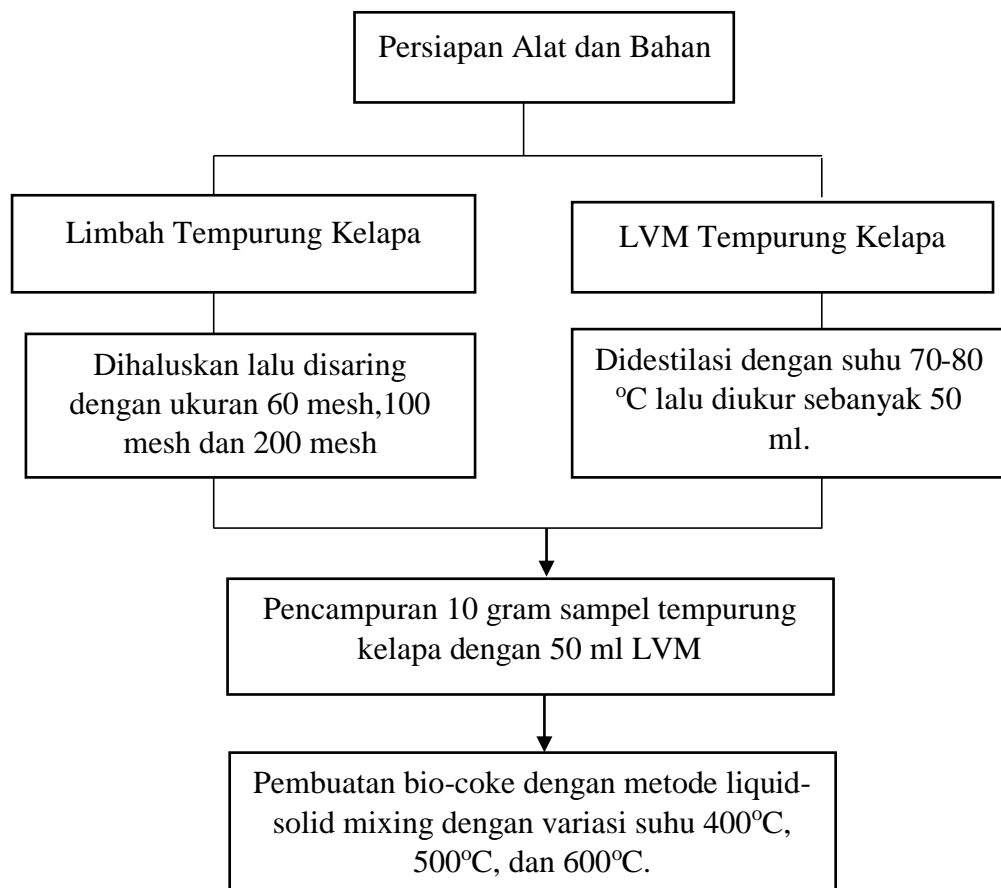 Persiapan Alat dan Bahan
Limbah Tempurung Kelapa
LVM Tempurung Kelapa
Dihaluskan lalu disaring
dengan ukuran 60 mesh,100
mesh dan 200 mesh
Didestilasi dengan suhu 70-80
ºC lalu diukur sebanyak 50
ml.
Pencampuran 10 gram sampel tempurung
kelapa dengan 50 ml LVM
Pembuatan bio-coke dengan metode liquid-
solid mixing dengan variasi suhu 400ºC,
500ºC, dan 600ºC.